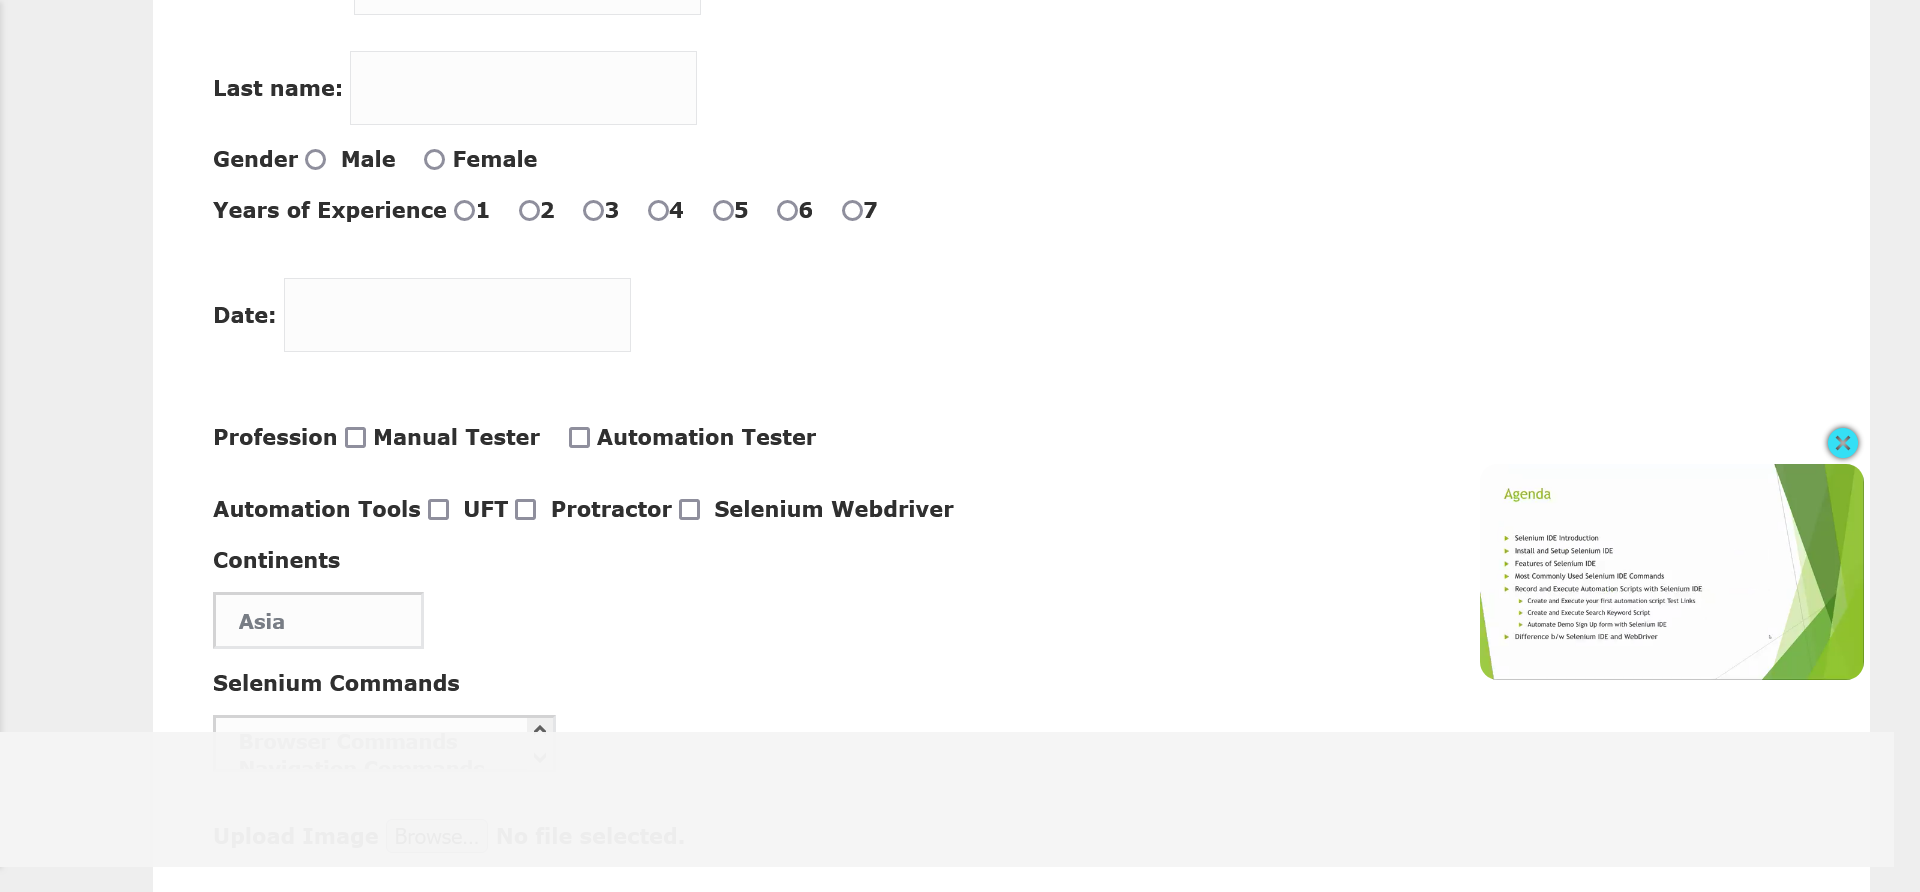 Last name:
Gender Male Female
Years of Experience 1 2 3 4 5 6 7
Date:
Profession Manual Tester Automation Tester
Automation Tools UFT Protractor Selenium Webdriver
Continents
Asia
Selenium Commands
Browser Commands
Navigation Commands
Upload Image Browse... No file selected.
Agenda
Selenium IDE Introduction
Install and Setup Selenium IDE
Features of Selenium IDE
Most Commonly Used Selenium IDE Commands
Record and Execute Automation Scripts with Selenium IDE
Create and Execute your first automation script Test Links
Create and Execute Search Keyword Script
Automate Demo Sign Up form with Selenium IDE
Difference b/w Selenium IDE and WebDriver